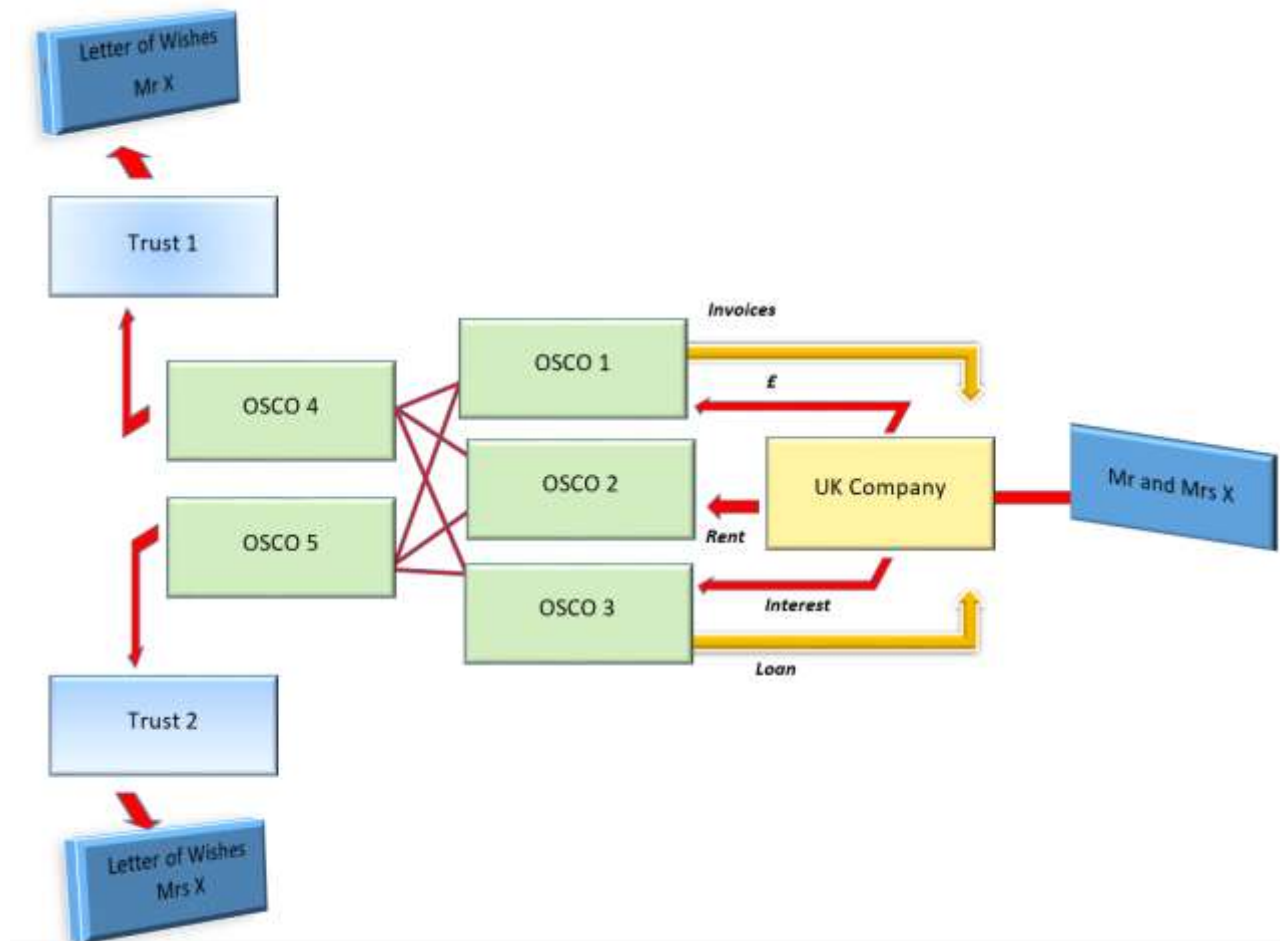 Letter of Wishes
Mr X
Trust 1
Invoices
OSCO 1
£
OSCO 4
OSCO 2
UK Company
Mr and Mrs X
Rent
OSCO 5
OSCO 3
Interest
Loan
Trust 2
Letter of Wishes
Mrs X